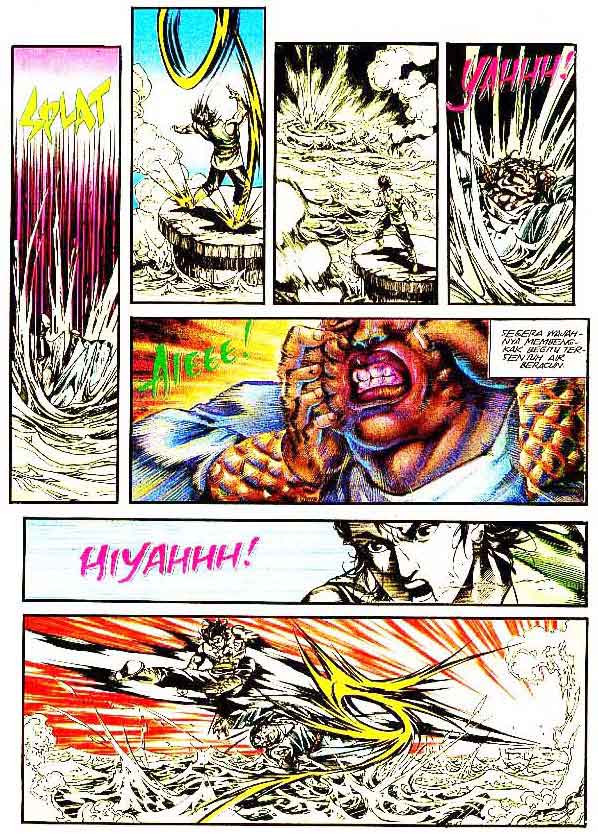 SPLAT
YAHHH!
AIEEE!
SEGERA WAJAH-
NYA MEMBENG-
KAK BEGITU TER-
SENTUH AIR
BERACUN.
HIYAHHH!